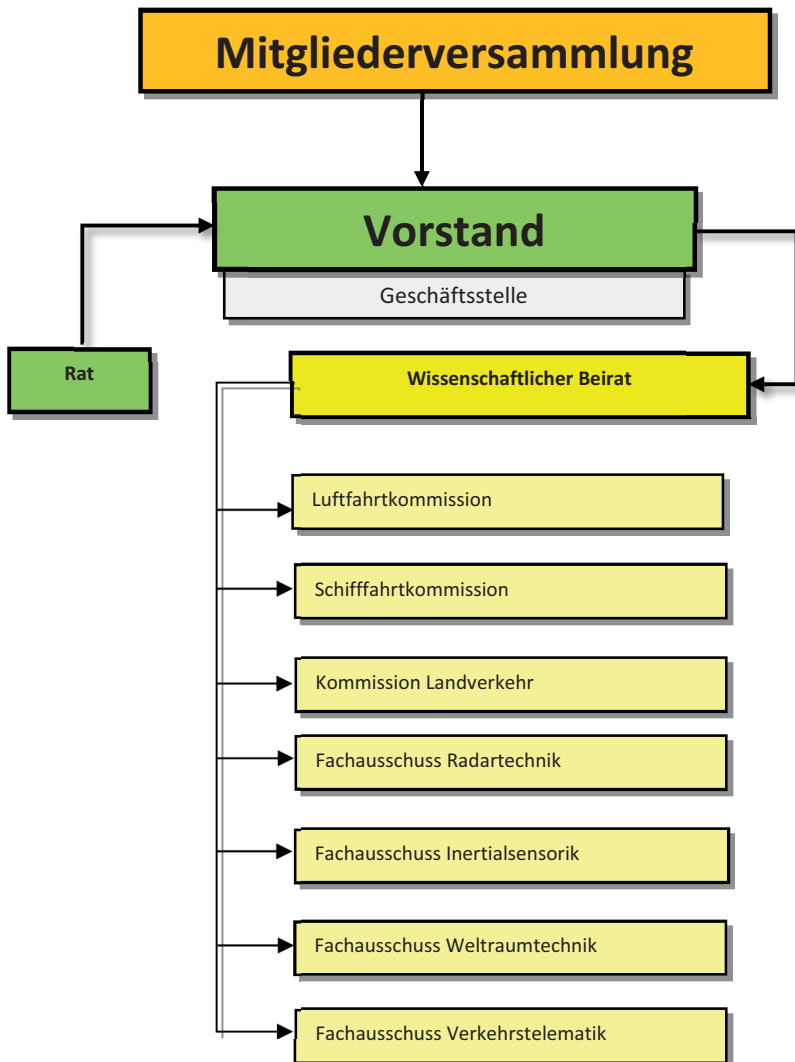 Mitgliederversammlung
Vorstand
Geschäftsstelle
Rat
Wissenschaftlicher Beirat
Luftfahrtkommission
Schifffahrtkommission
Kommission Landverkehr
Fachausschuss Radartechnik
Fachausschuss Inertialsensorik
Fachausschuss Weltraumtechnik
Fachausschuss Verkehrstelematik